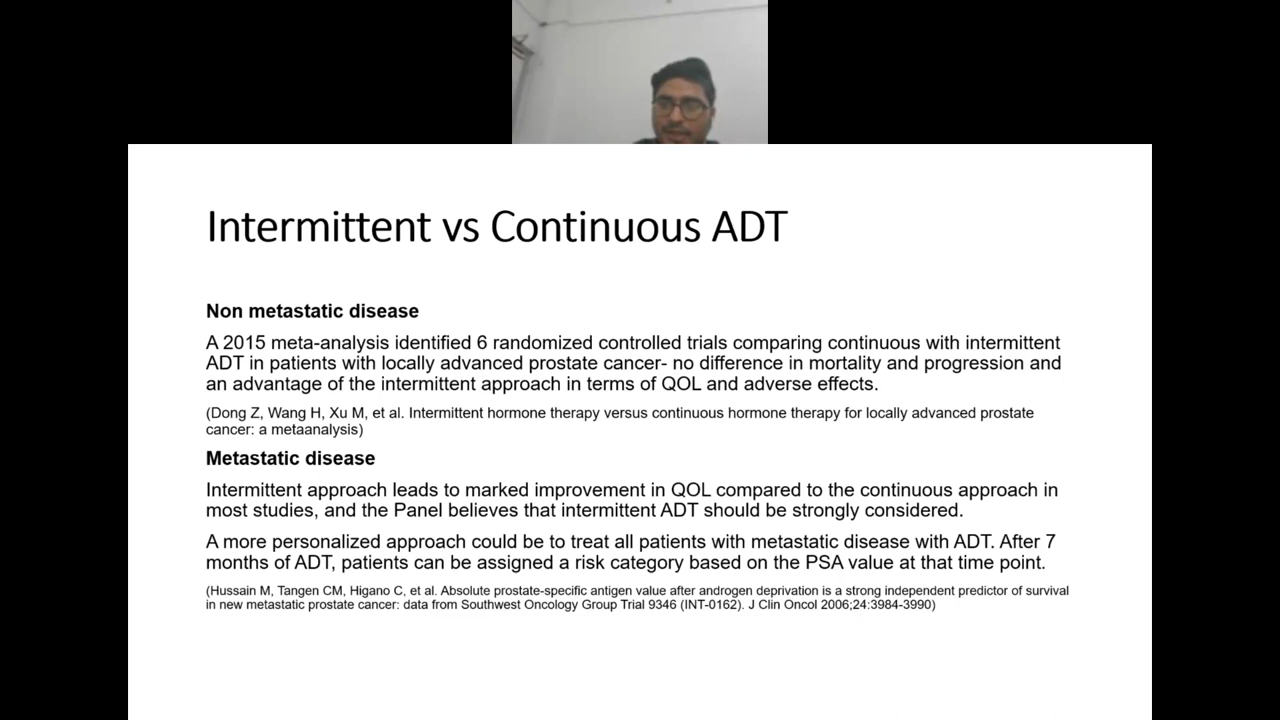 Intermittent vs Continuous ADT
Non metastatic disease
A 2015 meta-analysis identified 6 randomized controlled trials comparing continuous with intermittent
ADT in patients with locally advanced prostate cancer- no difference in mortality and progression and
an advantage of the intermittent approach in terms of QOL and adverse effects.
(Dong Z, Wang H, Xu M, et al. Intermittent hormone therapy versus continuous hormone therapy for locally advanced prostate
cancer: a metaanalysis)
Metastatic disease
Intermittent approach leads to marked improvement in QOL compared to the continuous approach in
most studies, and the Panel believes that intermittent ADT should be strongly considered.
A more personalized approach could be to treat all patients with metastatic disease with ADT. After 7
months of ADT, patients can be assigned a risk category based on the PSA value at that time point.
(Hussain M, Tangen CM, Higano C, et al. Absolute prostate-specific antigen value after androgen deprivation is a strong independent predictor of survival
in new metastatic prostate cancer: data from Southwest Oncology Group Trial 9346 (INT-0162). J Clin Oncol 2006;24:3984-3990)